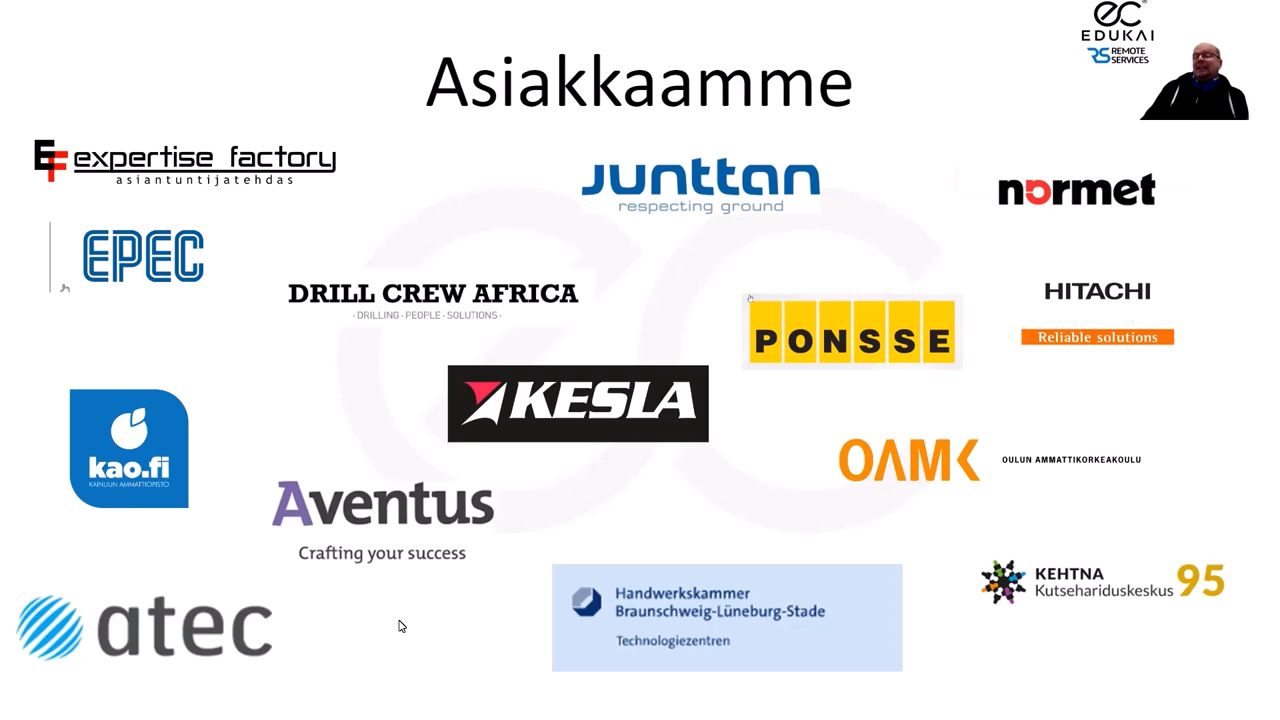 EDUKAI
RS REMOTE SERVICES
Asiakkaamme
EF expertise factory
asiantuntijatehdas
junttan
respecting ground
normet
EPEC
DRILL CREW AFRICA
·DRILLING·PEOPLE·SOLUTIONS·
PONSSE
HITACHI
Reliable solutions
KESLA
kao.fi
KAINUUN AMMATTIOPISTO
OAMK OULUN AMMATTIKORKEAKOULU
Aventus
Crafting your success
atec
Handwerkskammer
Braunschweig-Lüneburg-Stade
Technologiezentren
KEHTNA
Kutsehariduskeskus 95